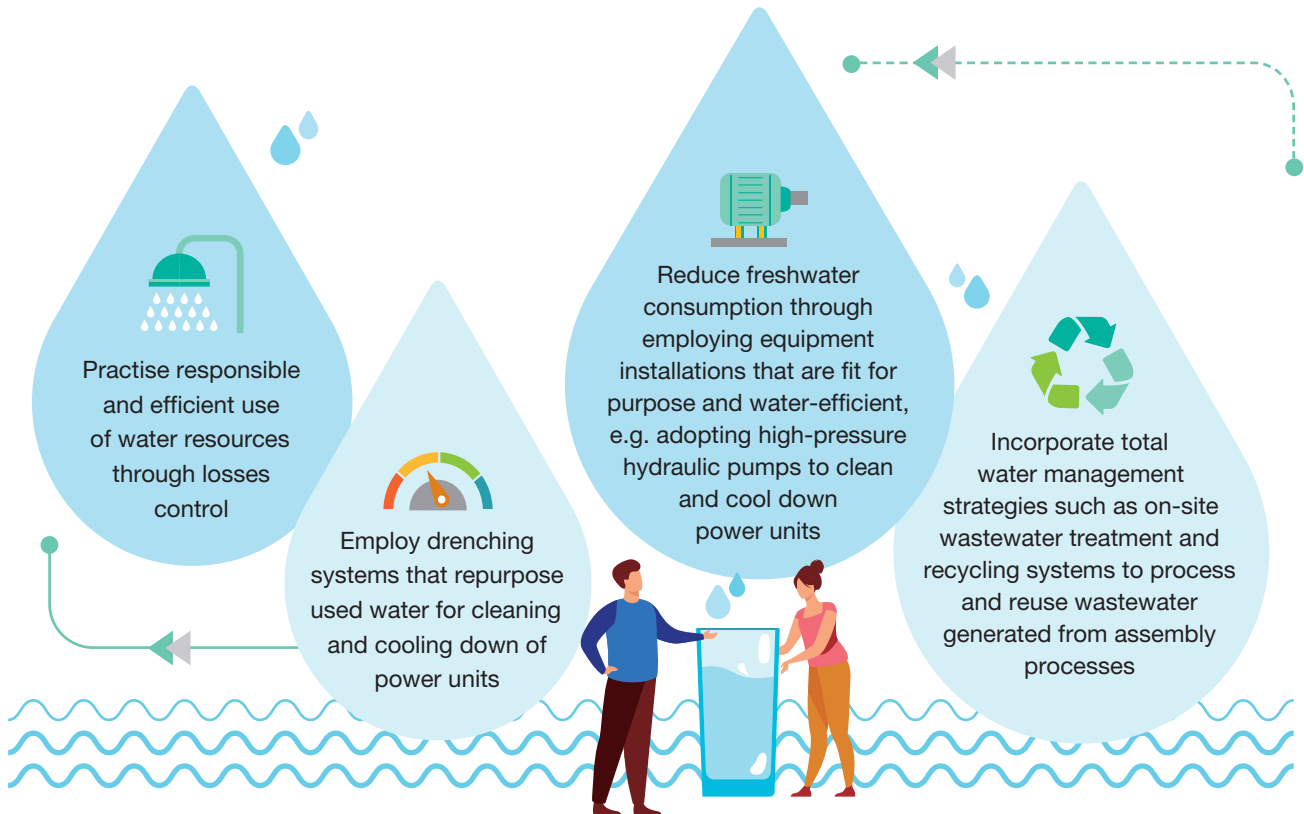 Practise responsible
and efficient use
of water resources
through losses
control
Employ drenching
systems that repurpose
used water for cleaning
and cooling down of
power units
Reduce freshwater
consumption through
employing equipment
installations that are fit for
purpose and water-efficient,
e.g. adopting high-pressure
hydraulic pumps to clean
and cool down
power units
Incorporate total
water management
strategies such as on-site
wastewater treatment and
recycling systems to process
and reuse wastewater
generated from assembly
processes